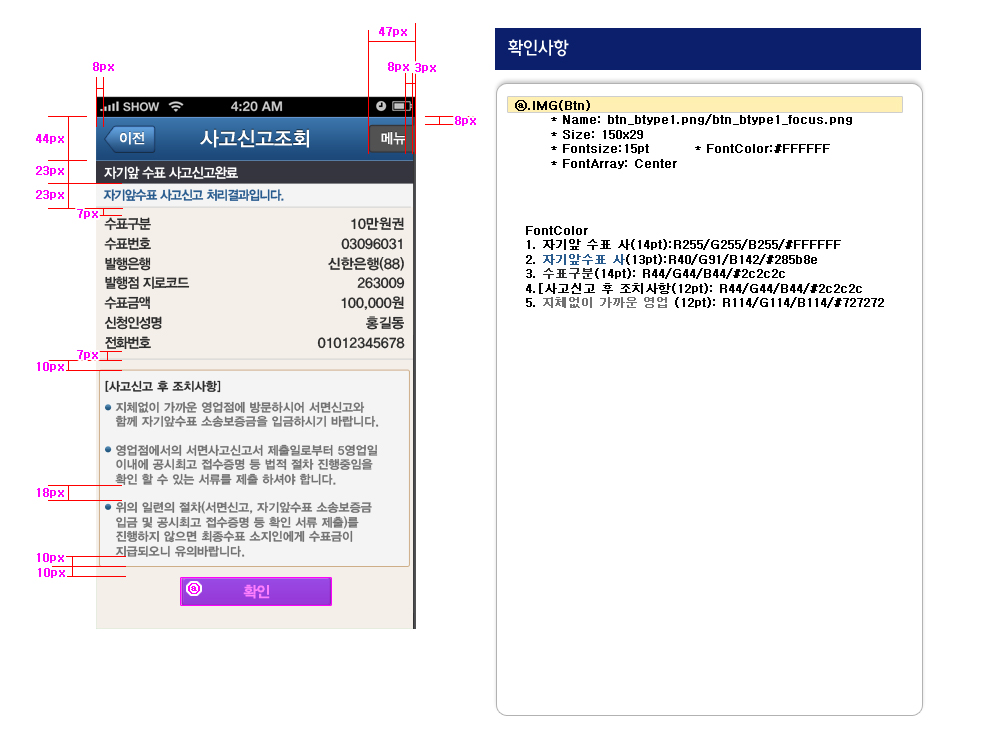 47px
8px
8px
3px
SHOW
4:20 AM
8px
44px
이전
사고신고조회
메뉴
23px
자기앞 수표 사고신고완료
23px
자기앞수표 사고신고 처리결과입니다.
7px
수표구분 10만원권
수표번호 03096031
발행은행 신한은행(88)
발행점 지로코드 263009
수표금액 100,000원
신청인성명 홍길동
전화번호 01012345678
7px
10px
[사고신고 후 조치사항]
지체없이 가까운 영업점에 방문하시어 서면신고와
함께 자기앞수표 소송보증금을 입금하시기 바랍니다.
영업점에서의 서면사고신고서 제출일로부터 5영업일
이내에 공시최고 접수증명 등 법적 절차 진행중임을
확인 할 수 있는 서류를 제출 하셔야 합니다.
18px
위의 일련의 절차(서면신고, 자기앞수표 소송보증금
입금 및 공시최고 접수증명 등 확인 서류 제출)를
진행하지 않으면 최종수표 소지인에게 수표금이
지급되오니 유의바랍니다.
10px
10px
ⓐ 확인
확인사항
ⓐ.IMG(Btn)
* Name: btn_btype1.png/btn_btype1_focus.png
* Size: 150x29
* Fontsize:15pt * FontColor:#FFFFFF
* FontArray: Center
FontColor
1. 자기앞 수표 사(14pt):R255/G255/B255/#FFFFFF
2. 자기앞수표 사(13pt):R40/G91/B142/#285b8e
3. 수표구분(14pt): R44/G44/B44/#2c2c2c
4.[사고신고 후 조치사항(12pt): R44/G44/B44/#2c2c2c
5. 지체없이 가까운 영업 (12pt): R114/G114/B114/#727272